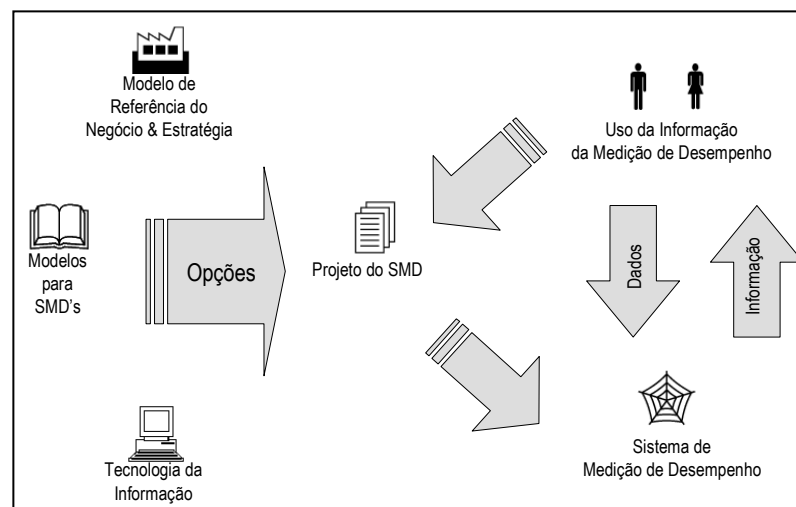 Modelo de
Referência do
Negócio & Estratégia
Uso da Informação
da Medição de Desempenho
Modelos
para
SMD's
Opções
Projeto do SMD
Dados
Informação
Tecnologia da
Informação
Sistema de
Medição de Desempenho